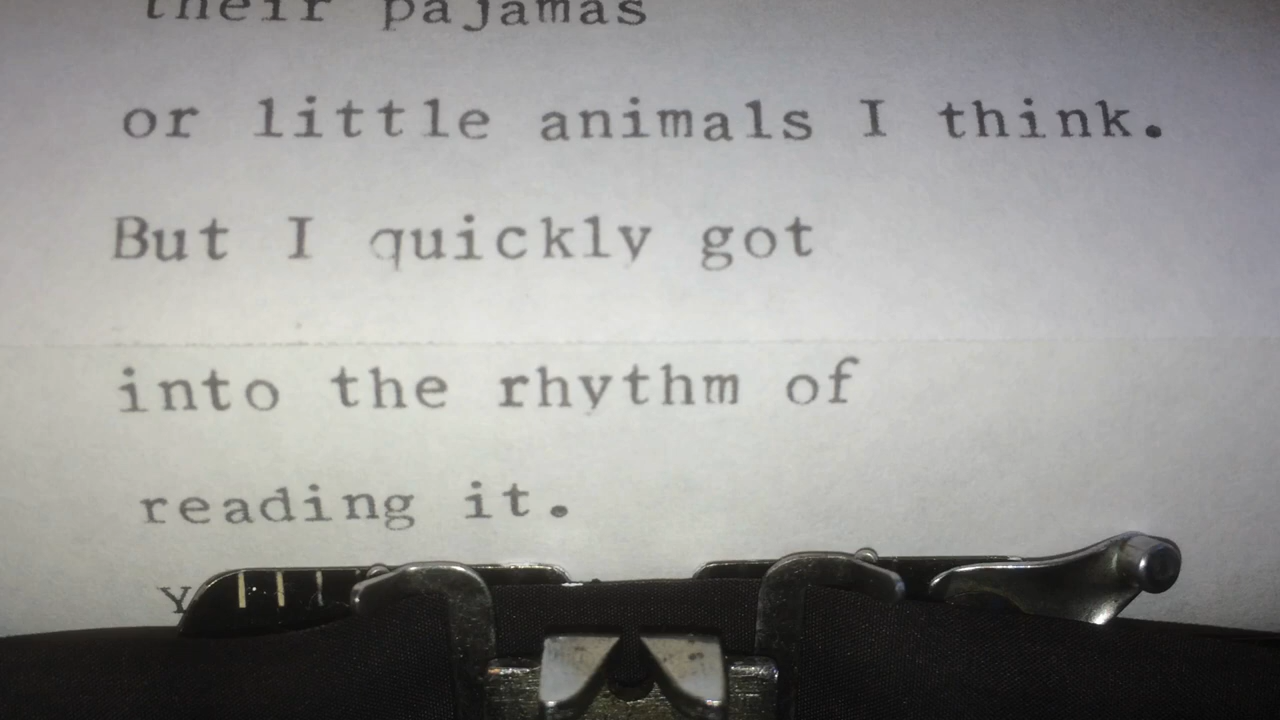 their pajamas
or little animals I think.
But I quickly got
into the rhythm of
reading it.
Y